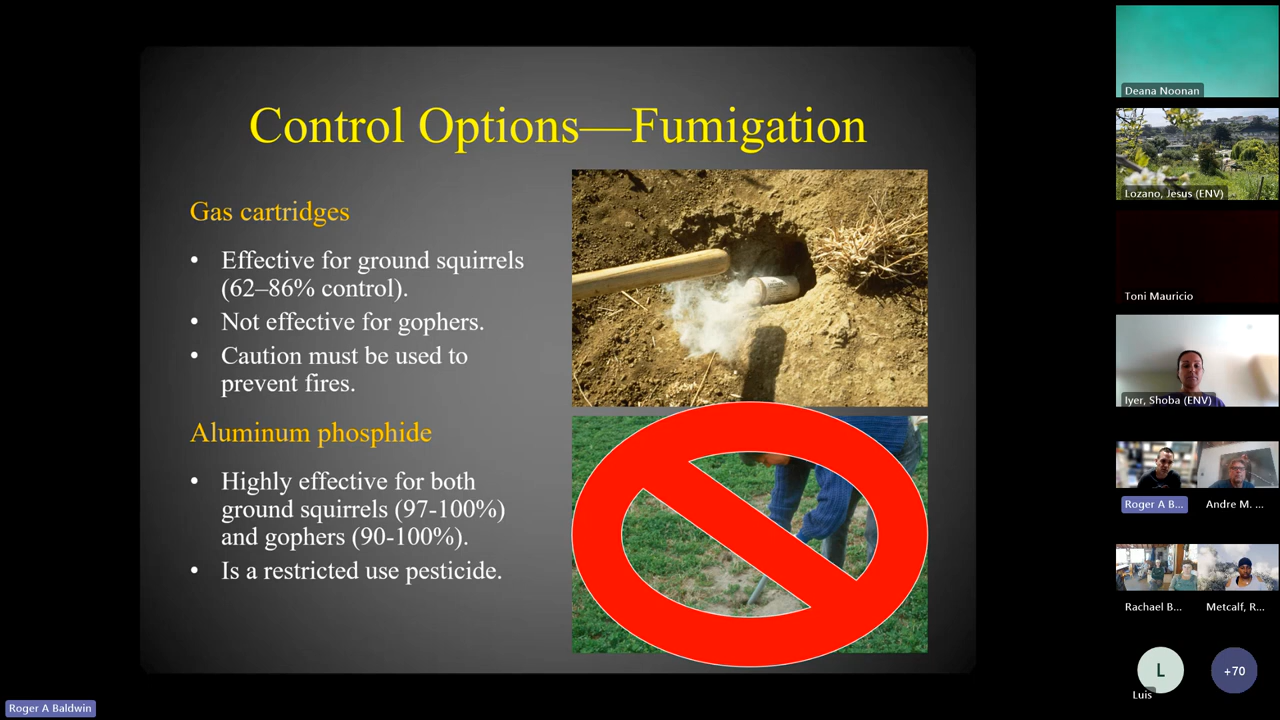 Control Options—Fumigation
Gas cartridges
• Effective for ground squirrels
(62–86% control).
• Not effective for gophers.
• Caution must be used to
prevent fires.
Aluminum phosphide
• Highly effective for both
ground squirrels (97-100%)
and gophers (90-100%).
• Is a restricted use pesticide.
Deana Noonan
Lozano, Jesus (ENV)
Toni Mauricio
Iyer, Shoba (ENV)
Roger A B...
Andre M. ...
Rachael B...
Metcalf, R...
L
+70
Luis
Roger A Baldwin